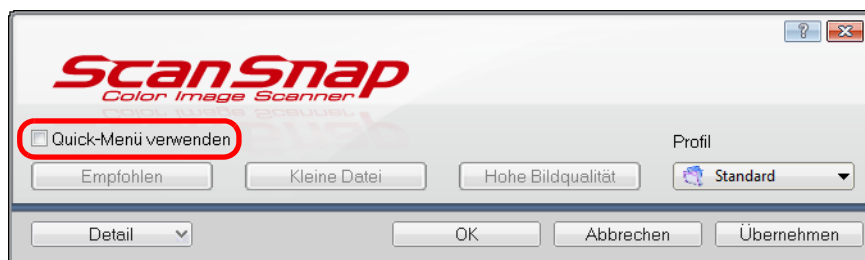 ScanSnap
Color Image Scanner
Quick-Menü verwenden
Profil
Empfohlen
Kleine Datei
Hohe Bildqualität
Standard
Detail
OK
Abbrechen
Übernehmen